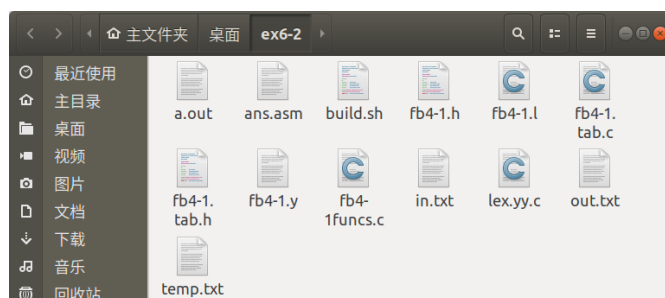 主文件夹 桌面 ex6-2
最近使用
主目录
桌面
视频
图片
文档
下载
音乐
回收站
a.out ans.asm build.sh fb4-1.h fb4-1.l fb4-1.
tab.c
fb4-1. fb4-1.y fb4- in.txt lex.yy.c out.txt
tab.h 1funcs.c
temp.txt